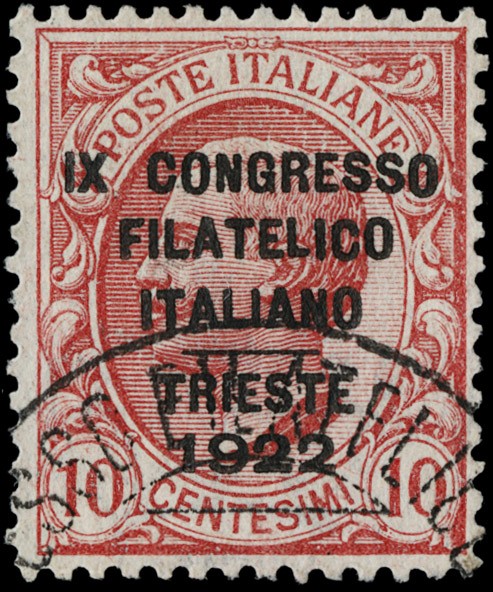 POSTE ITALIANE
IX CONGRESSO
FILATELICO
ITALIANO
TRIESTE
1922
10 CENTESIMI 10